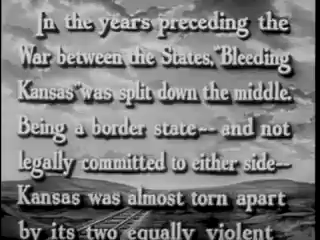 In the years preceding the
War between the States, "Bleeding
Kansas" was split down the middle.
Being a border state-- and not
legally committed to either side--
Kansas was almost torn apart
by its two equally violent